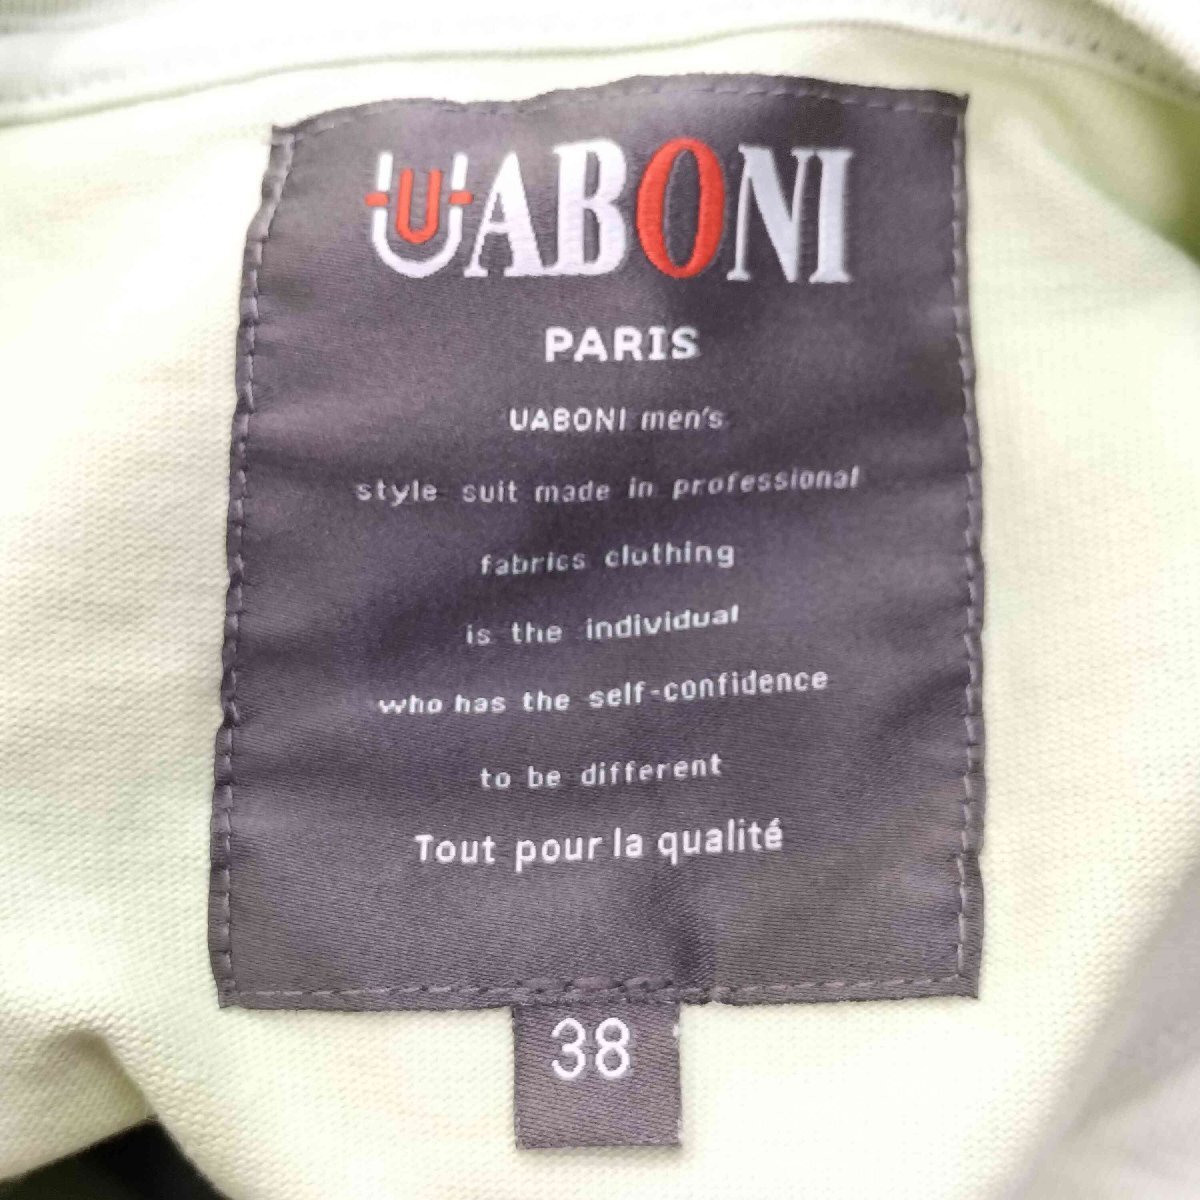 UABONI
PARIS
UABONI men's
style suit made in professional
fabrics clothing
is the individual
who has the self-confidence
to be different
Tout pour la qualité
38